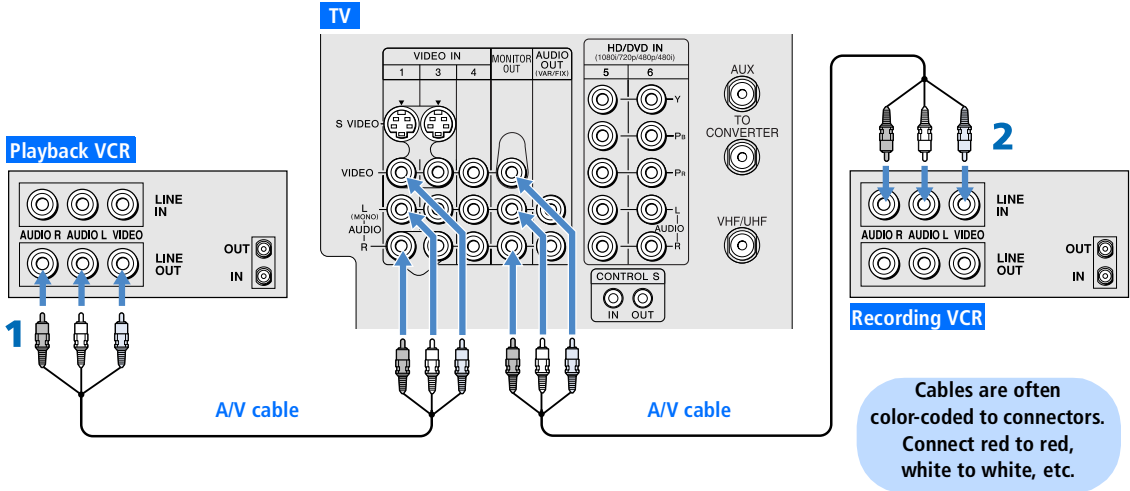 TV
VIDEO IN
1 3 4
MONITOR
OUT
AUDIO
OUT
(VAR/FIX)
HD/DVD IN
(1080i/720p/480p/480i)
5 6
S VIDEO
VIDEO
L
(MONO)
AUDIO
R
Y
PB
PR
L
AUDIO
R
AUX
TO
CONVERTER
VHF/UHF
CONTROL S
IN OUT
Playback VCR
LINE
IN
AUDIO R AUDIO L VIDEO
LINE
OUT
OUT
IN
1
A/V cable
A/V cable
2
LINE
IN
AUDIO R AUDIO L VIDEO
LINE
OUT
OUT
IN
Recording VCR
Cables are often
color-coded to connectors.
Connect red to red,
white to white, etc.